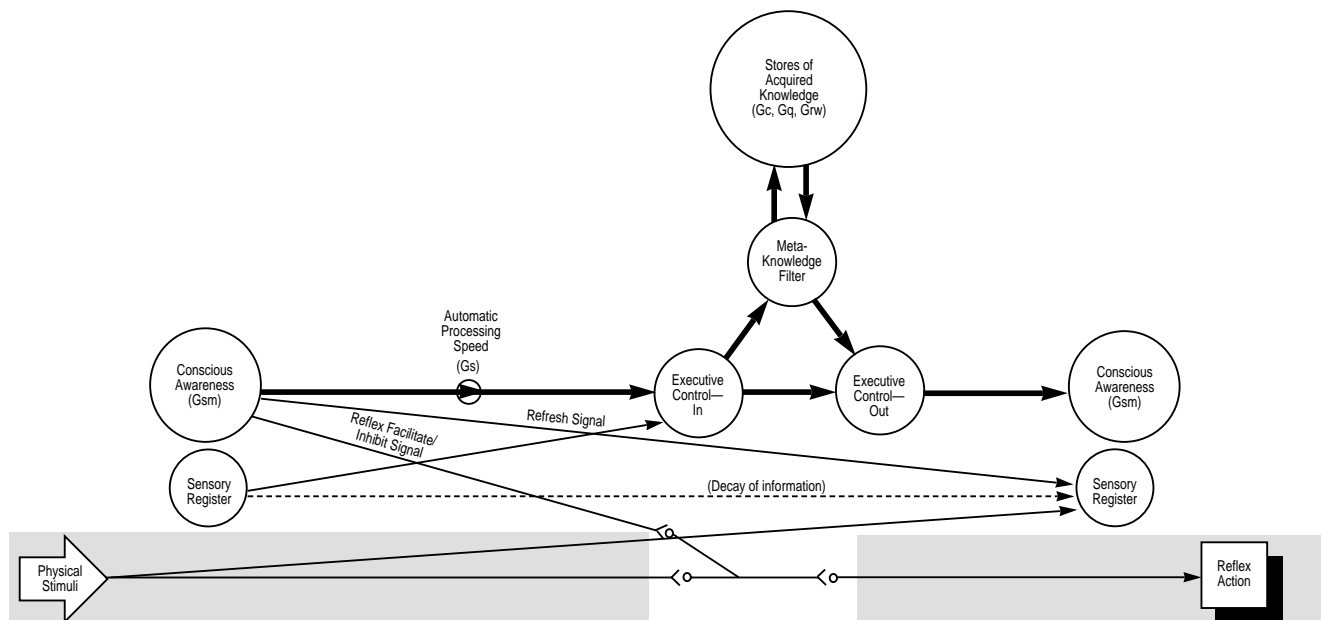 Stores of
Acquired
Knowledge
(Gc, Gq, Grw)
Meta-
Knowledge
Filter
Automatic
Processing
Speed
(Gs)
Conscious
Awareness
(Gsm)
Executive
Control—
In
Executive
Control—
Out
Conscious
Awareness
(Gsm)
Refresh Signal
Reflex Facilitate/
Inhibit Signal
Sensory
Register
(Decay of information)
Sensory
Register
Physical
Stimuli
Reflex
Action